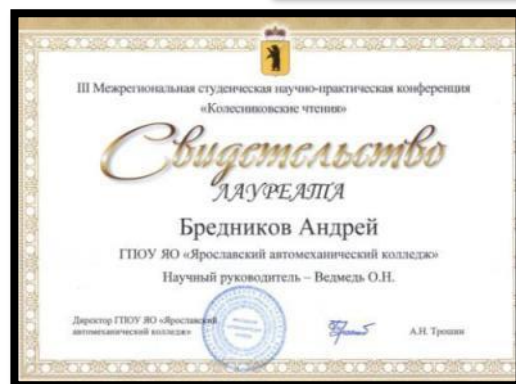 III Межрегиональная студенческая научно-практическая конференция
«Колесниковские чтения»
Свидетельство
ЛАУРЕАТА
Бредников Андрей
ГПОУ ЯО «Ярославский автомеханический колледж»
Научный руководитель – Ведмедь О.Н.
Директор ГПОУ ЯО «Ярославский
автомеханический колледж»
А.Н. Трошин